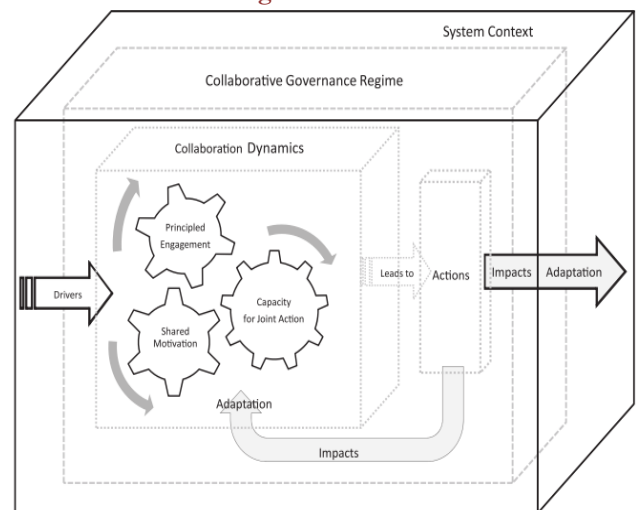 System Context
Collaborative Governance Regime
Collaboration Dynamics
Principled
Engagement
Drivers
Shared
Motivation
Capacity
for Joint Action
Leads to
Actions
Impacts
Adaptation
Adaptation
Impacts